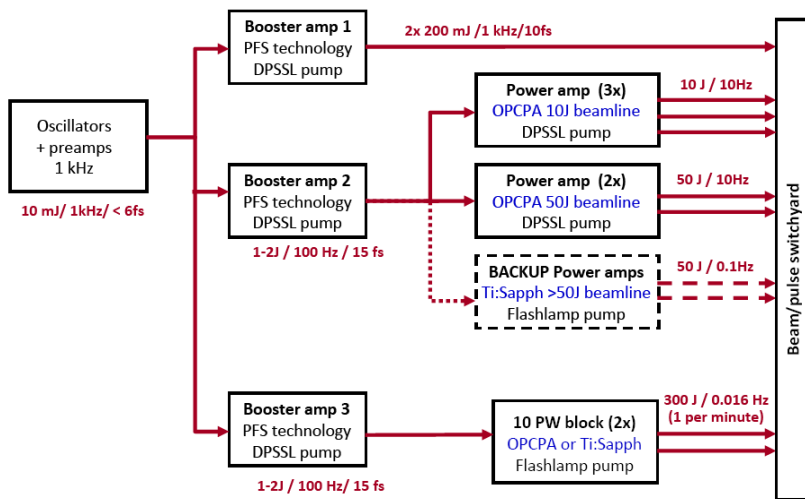 Booster amp 1
PFS technology
DPSSL pump
2x 200 mJ /1 kHz/10fs
Oscillators
+ preamps
1 kHz
10 mJ/ 1kHz/ < 6fs
Power amp (3x)
OPCPA 10J beamline
DPSSL pump
10 J / 10Hz
Booster amp 2
PFS technology
DPSSL pump
1-2J / 100 Hz / 15 fs
Power amp (2x)
OPCPA 50J beamline
DPSSL pump
50 J / 10Hz
BACKUP Power amps
Ti:Sapph >50J beamline
Flashlamp pump
50 J / 0.1Hz
Booster amp 3
PFS technology
DPSSL pump
1-2J / 100 Hz / 15 fs
10 PW block (2x)
OPCPA or Ti:Sapph
Flashlamp pump
300 J / 0.016 Hz
(1 per minute)
Beam/pulse switchyard